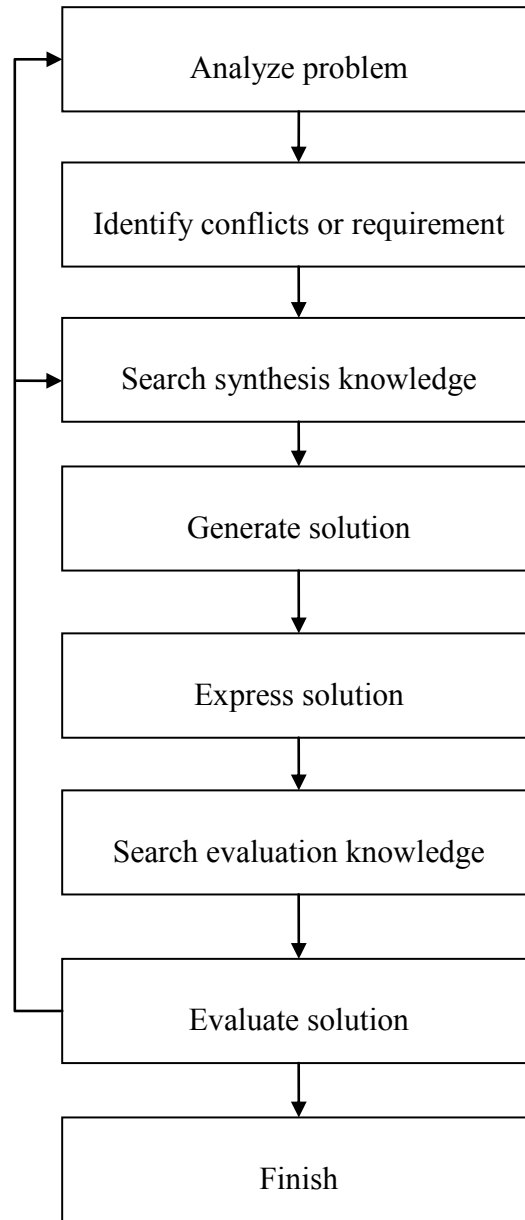 Analyze problem
Identify conflicts or requirement
Search synthesis knowledge
Generate solution
Express solution
Search evaluation knowledge
Evaluate solution
Finish